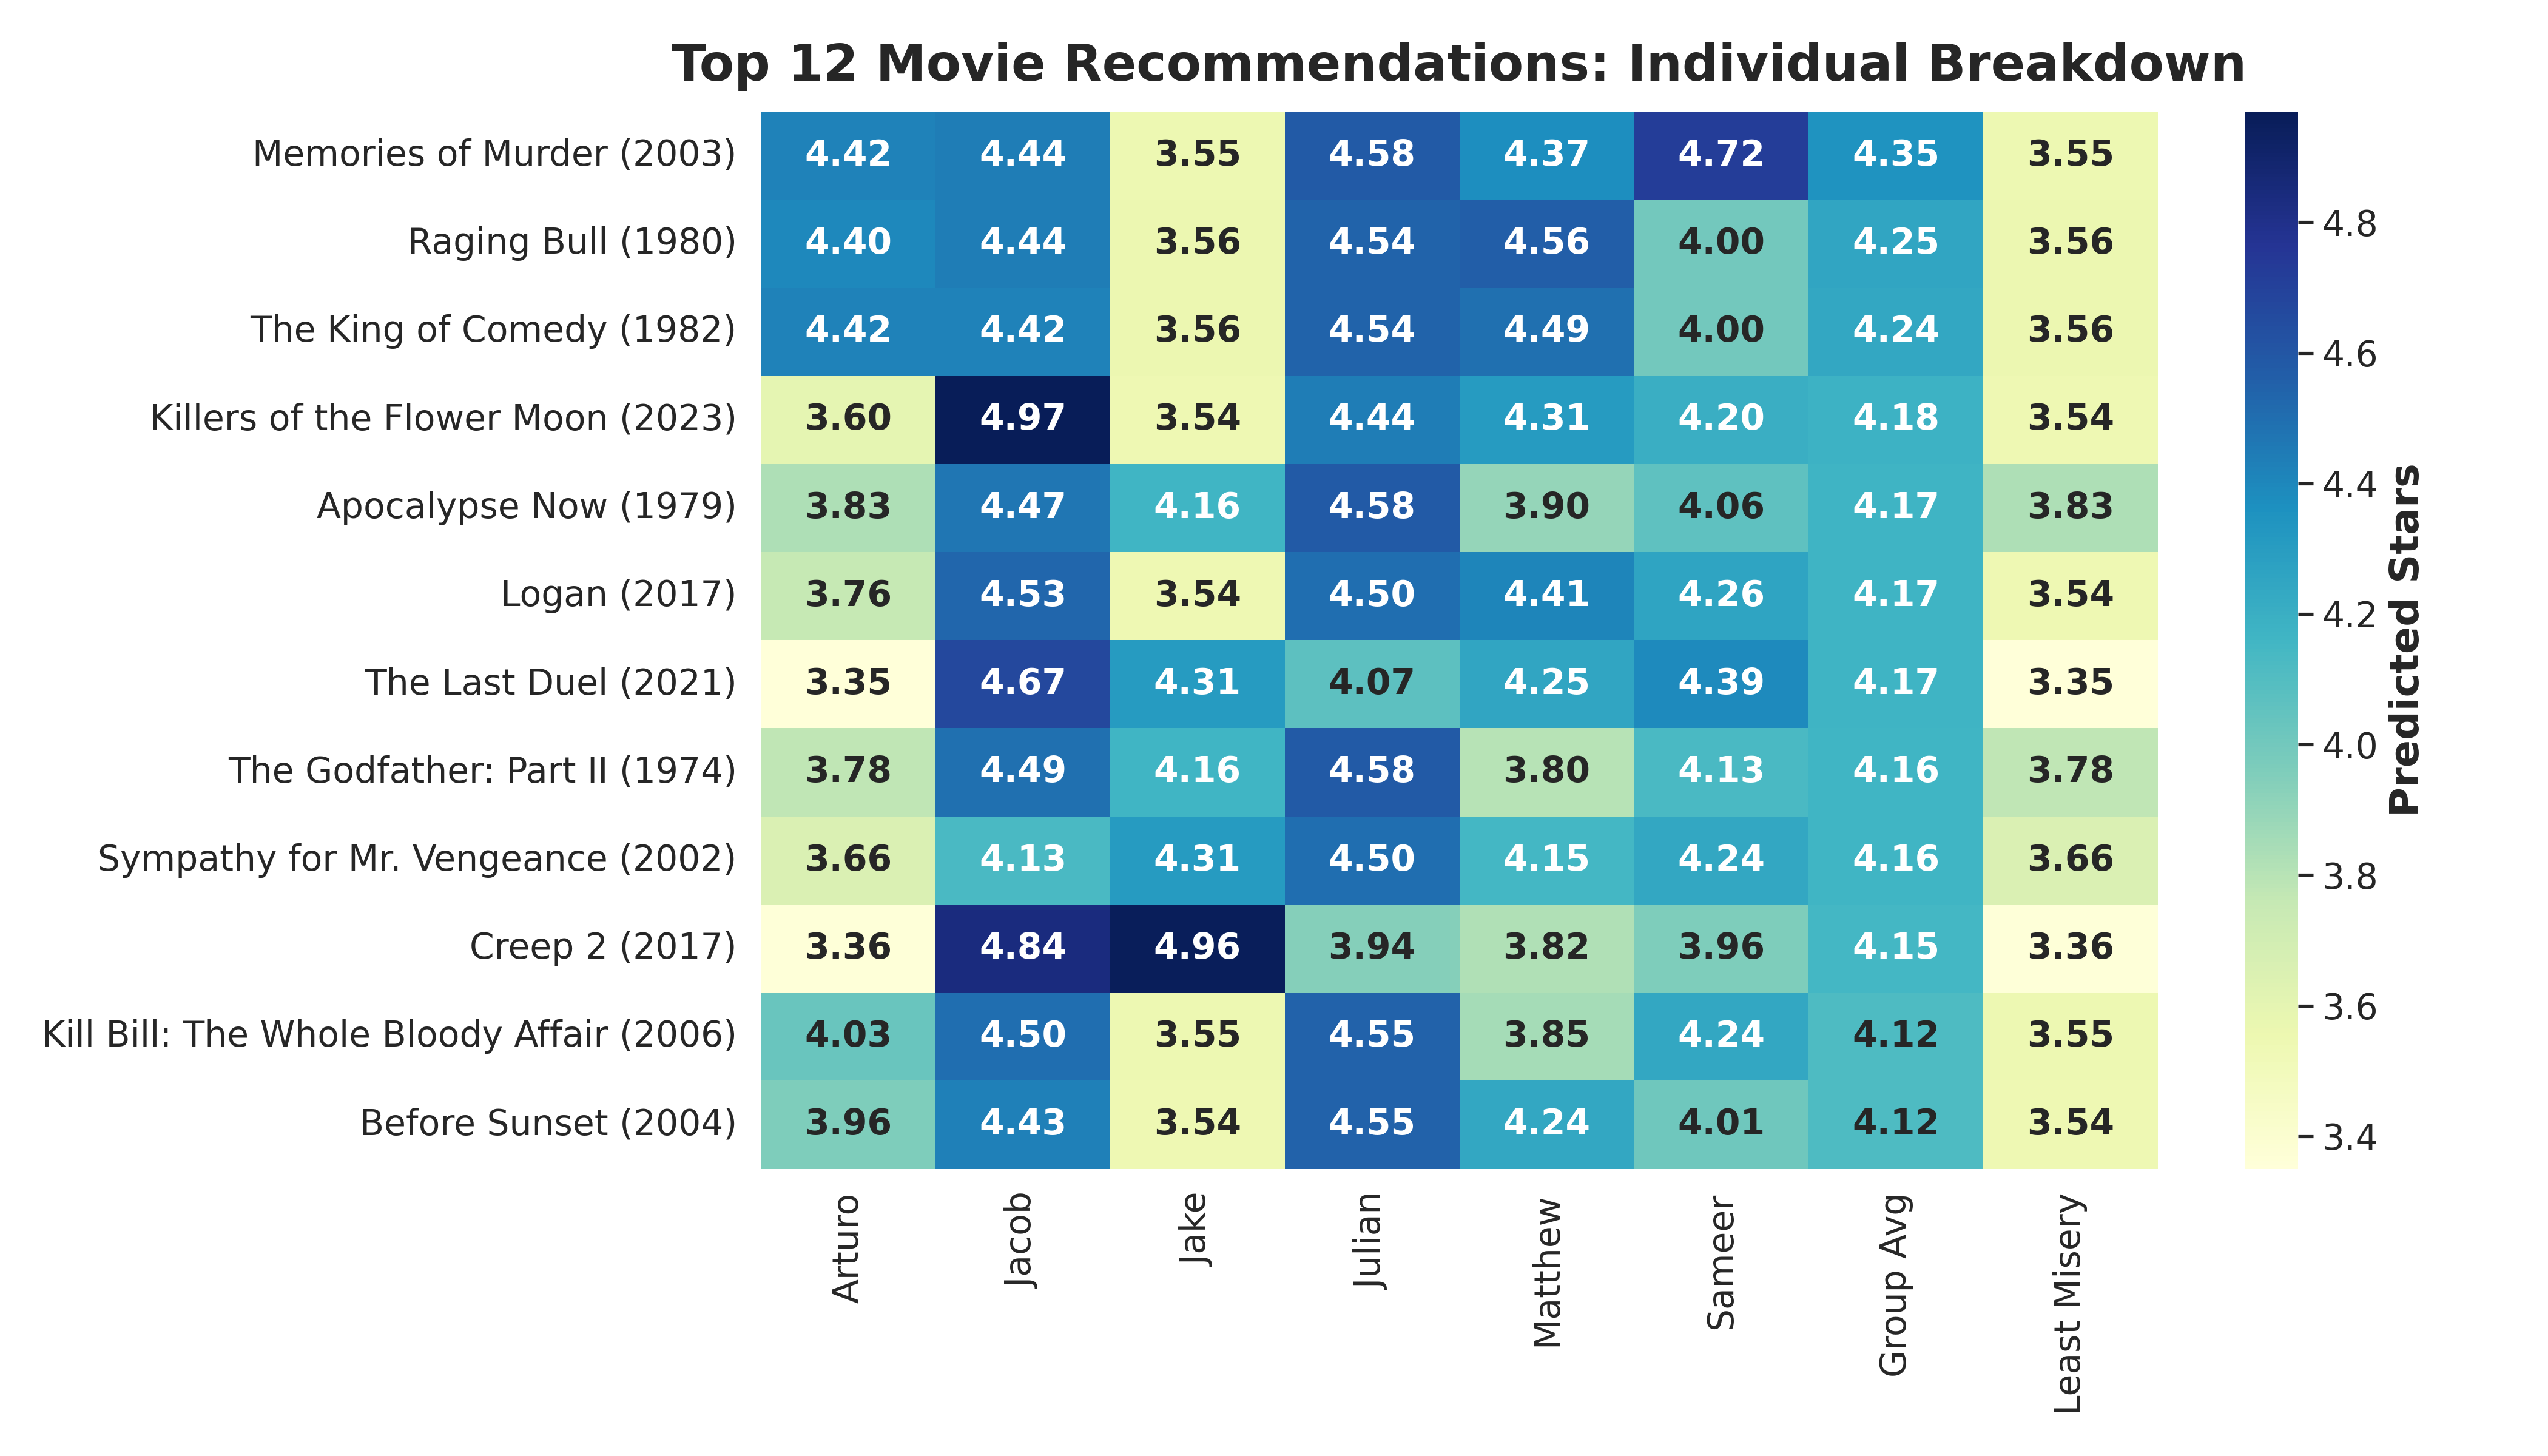 Top 12 Movie Recommendations: Individual Breakdown
Memories of Murder (2003) 4.42 4.44 3.55 4.58 4.37 4.72 4.35 3.55
Raging Bull (1980) 4.40 4.44 3.56 4.54 4.56 4.00 4.25 3.56
The King of Comedy (1982) 4.42 4.42 3.56 4.54 4.49 4.00 4.24 3.56
Killers of the Flower Moon (2023) 3.60 4.97 3.54 4.44 4.31 4.20 4.18 3.54
Apocalypse Now (1979) 3.83 4.47 4.16 4.58 3.90 4.06 4.17 3.83
Logan (2017) 3.76 4.53 3.54 4.50 4.41 4.26 4.17 3.54
The Last Duel (2021) 3.35 4.67 4.31 4.07 4.25 4.39 4.17 3.35
The Godfather: Part II (1974) 3.78 4.49 4.16 4.58 3.80 4.13 4.16 3.78
Sympathy for Mr. Vengeance (2002) 3.66 4.13 4.31 4.50 4.15 4.24 4.16 3.66
Creep 2 (2017) 3.36 4.84 4.96 3.94 3.82 3.96 4.15 3.36
Kill Bill: The Whole Bloody Affair (2006) 4.03 4.50 3.55 4.55 3.85 4.24 4.12 3.55
Before Sunset (2004) 3.96 4.43 3.54 4.55 4.24 4.01 4.12 3.54
Arturo
Jacob
Jake
Julian
Matthew
Sameer
Group Avg
Least Misery
4.8
4.6
4.4
4.2
4.0
3.8
3.6
3.4
Predicted Stars